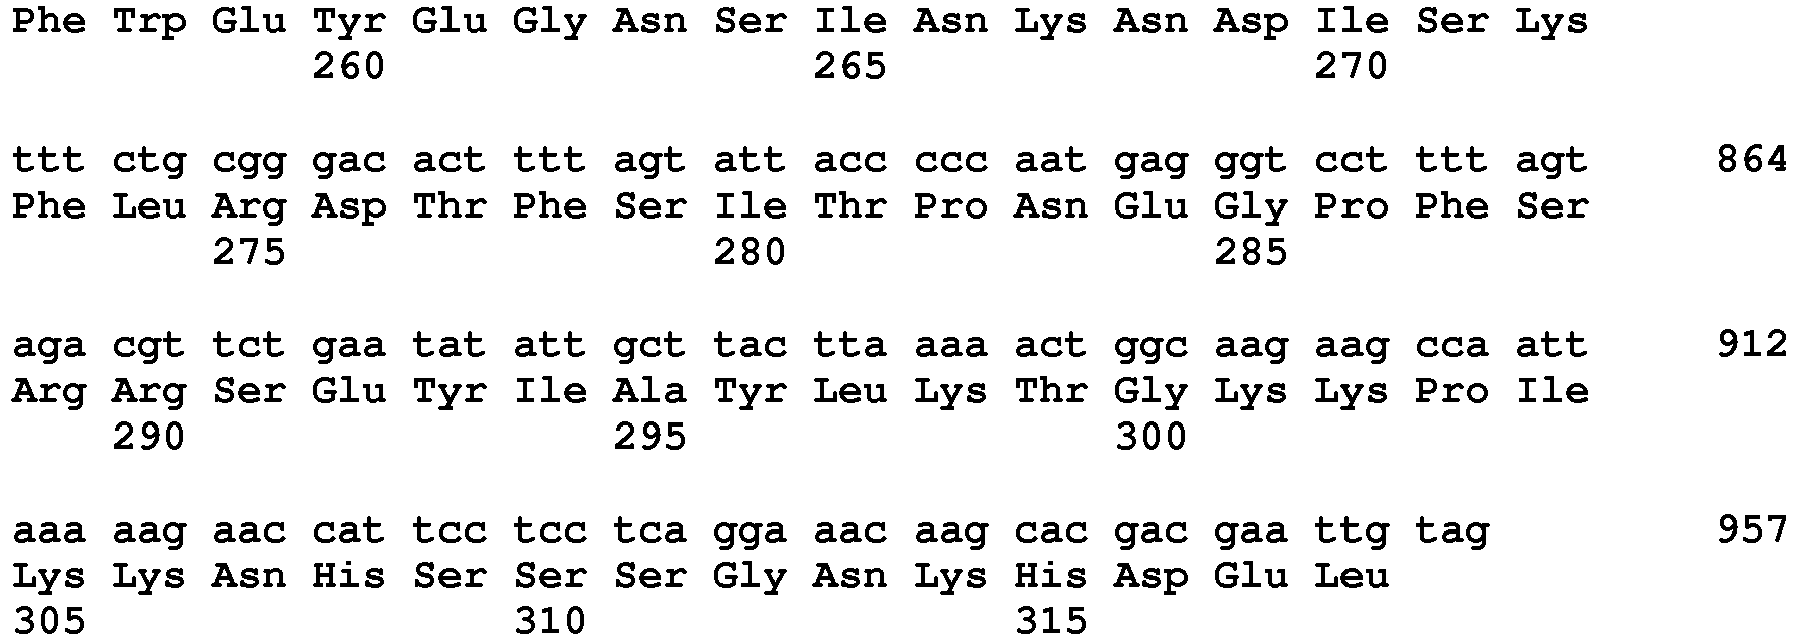 Phe Trp Glu Tyr Glu Gly Asn Ser Ile Asn Lys Asn Asp Ile Ser Lys
260 265 270
ttt ctg cgg gac act ttt agt att acc ccc aat gag ggt cct ttt agt 864
Phe Leu Arg Asp Thr Phe Ser Ile Thr Pro Asn Glu Gly Pro Phe Ser
275 280 285
aga cgt tct gaa tat att gct tac tta aaa act ggc aag aag cca att 912
Arg Arg Ser Glu Tyr Ile Ala Tyr Leu Lys Thr Gly Lys Lys Pro Ile
290 295 300
aaa aag aac cat tcc tcc tca gga aac aag cac gac gaa ttg tag 957
Lys Lys Asn His Ser Ser Ser Gly Asn Lys His Asp Glu Leu
305 310 315